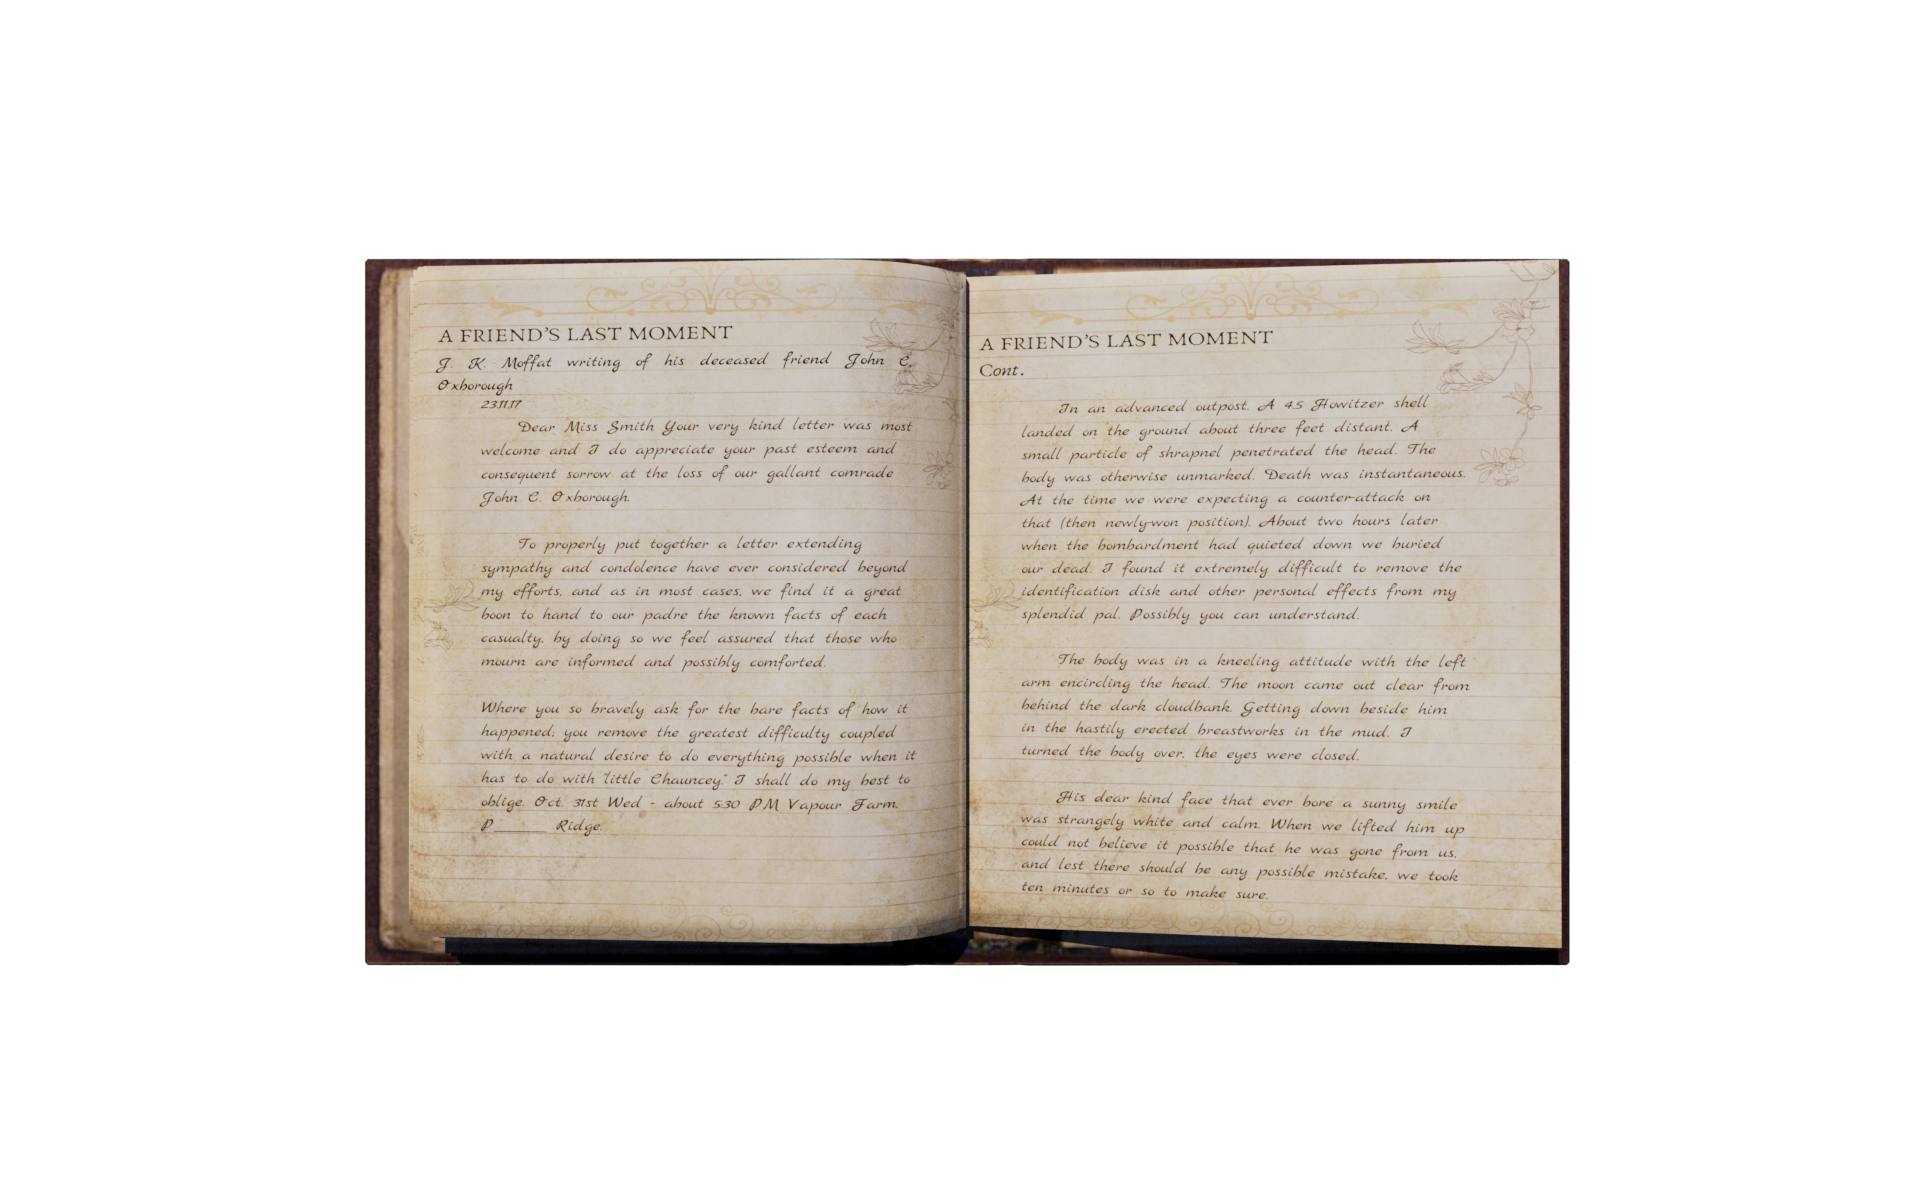 A FRIEND'S LAST MOMENT
J. K. Moffat writing of his deceased friend John C.
Oxborough
23.11.17
Dear Miss Smith Your very kind letter was most
welcome and I do appreciate your past esteem and
consequent sorrow at the loss of our gallant comrade
John C. Oxborough.
To properly put together a letter extending
sympathy and condolence have ever considered beyond
my efforts, and as in most cases, we find it a great
boon to hand to our padre the known facts of each
casualty, by doing so we feel assured that those who
mourn are informed and possibly comforted.
Where you so bravely ask for the bare facts of how it
happened; you remove the greatest difficulty coupled
with a natural desire to do everything possible when it
has to do with "little Chauncey." I shall do my best to
oblige. Oct. 31st Wed - about 5:30 PM Vapour Farm.
P______ Ridge.
A FRIEND'S LAST MOMENT
Cont.
In an advanced outpost. A 4.5 Howitzer shell
landed on the ground about three feet distant. A
small particle of shrapnel penetrated the head. The
body was otherwise unmarked. Death was instantaneous.
At the time we were expecting a counter-attack on
that (then newly-won position). About two hours later
when the bombardment had quieted down we buried
our dead. I found it extremely difficult to remove the
identification disk and other personal effects from my
splendid pal. Possibly you can understand.
The body was in a kneeling attitude with the left
arm encircling the head. The moon came out clear from
behind the dark cloudbank. Getting down beside him
in the hastily erected breastworks in the mud. I
turned the body over, the eyes were closed.
His dear kind face that ever bore a sunny smile
was strangely white and calm. When we lifted him up
could not believe it possible that he was gone from us,
and lest there should be any possible mistake, we took
ten minutes or so to make sure.